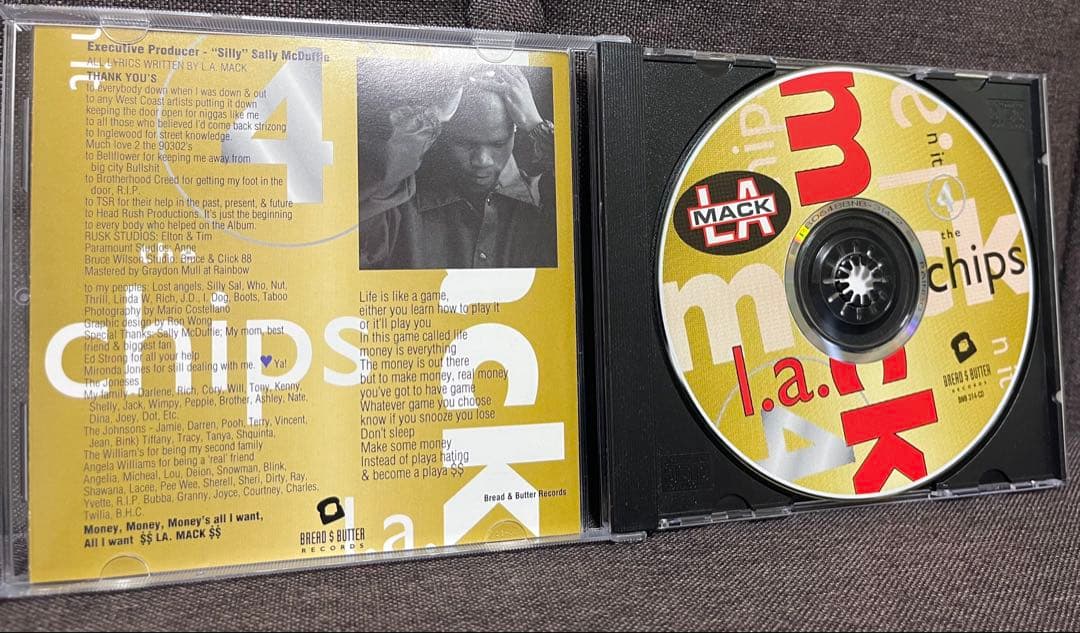 Executive Producer - "Silly" Sally McDuffie
ALL LYRICS WRITTEN BY L.A. MACK
THANK YOU'S
to everybody down when I was down & out
to any West Coast artists putting it down
keeping the door open for niggas like me
to all those who believed I'd come back strizong
to Inglewood for street knowledge.
Much love 2 the 90302's
to Bellflower for keeping me away from
big city Bullshit
to Brotherhood Creed for getting my foot in the
door, R.I.P.
to TSR for their help in the past, present, & future
to Head Rush Productions. It's just the beginning
to every body who helped on the Album.
RUSK STUDIOS: Elton & Tim
Paramount Studios: Anne
Bruce Wilson Studio: Bruce & Click 88
Mastered by Graydon Mull at Rainbow
to my peoples: Lost angels, Silly Sal, Who, Nut,
Thrill, Linda W, Rich, J.D., I. Dog, Boots, Taboo
Photography by Mario Costellano
Graphic design by Ron Wong
Special Thanks: Sally McDuffie; My mom, best
friend & biggest fan
Ed Strong for all your help
Mironda Jones for still dealing with me. 💜 Ya!
The Joneses
My family - Darlene, Rich, Cory, Will, Tony, Kenny,
Shelly, Jack, Wimpy, Pepple, Brother, Ashley, Nate,
Dina, Joey, Dot, Etc.
The Johnsons - Jamie, Darren, Pooh, Terry, Vincent,
Jean, Bink) Tiffany, Tracy, Tanya, Shquinta,
The William's for being my second family
Angela Williams for being a 'real' friend
Angelia, Micheal, Lou, Deion, Snowman, Blink,
Shawana, Lacee, Pee Wee, Sherell, Sheri, Dirty, Ray,
Yvette, R.I.P. Bubba, Granny, Joyce, Courtney, Charles,
Twilia, B.H.C.
Money, Money, Money's all I want,
All I want $$ LA. MACK $$
4
chips
ck
l.a.
BREAD $ BUTTER
RECORDS
Life is like a game,
either you learn how to play it
or it'll play you
In this game called life
money is everything
The money is out there
but to make money, real money
you've got to have game
Whatever game you choose
know if you snooze you lose
Don't sleep
Make some money
Instead of playa hating
& become a playa $$
Bread & Butter Records
LA
MACK
l.a.
m
ck
n it
4
the
chips
chip
m
ck
l.a.
4
n it
BREAD $ BUTTER
RECORDS
BNB 314-CD